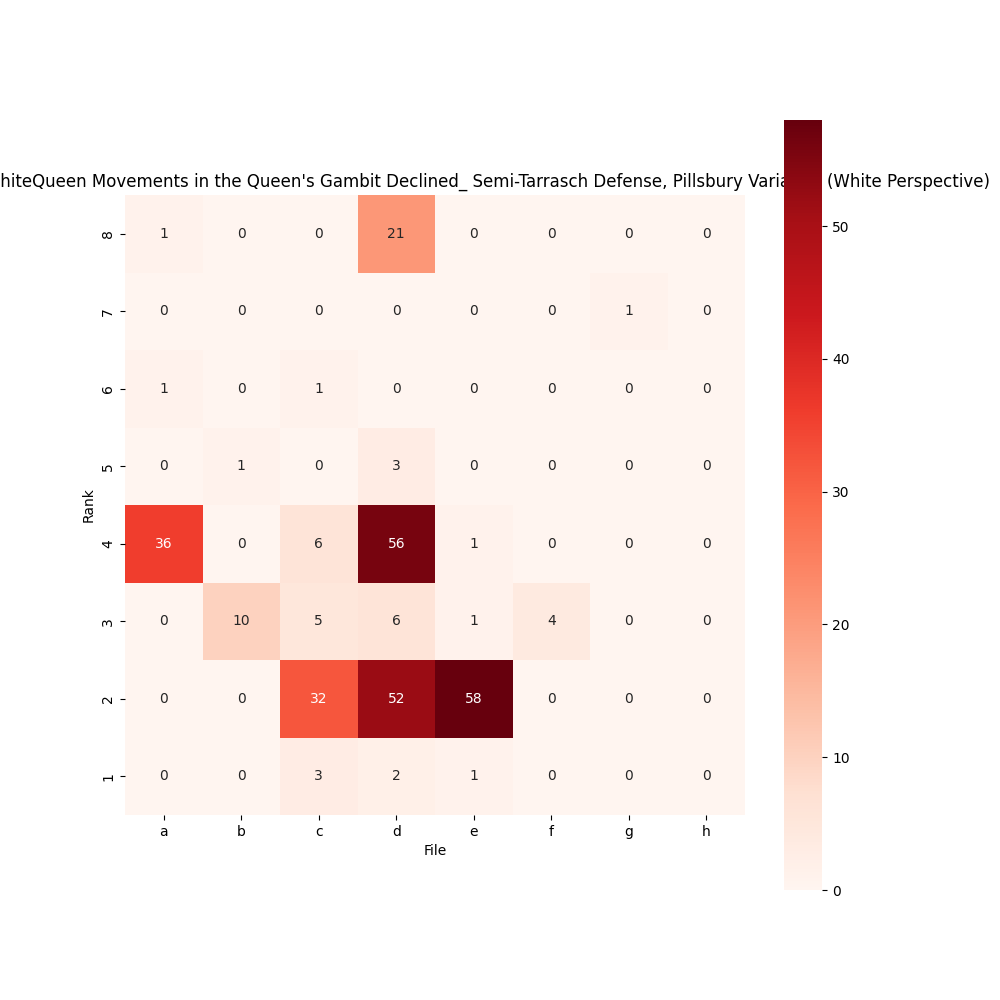 hiteQueen Movements in the Queen's Gambit Declined_ Semi-Tarrasch Defense, Pillsbury Varia (White Perspective)
8 1 0 0 21 0 0 0 0
7 0 0 0 0 0 0 1 0
6 1 0 1 0 0 0 0 0
5 0 1 0 3 0 0 0 0
4 36 0 6 56 1 0 0 0
3 0 10 5 6 1 4 0 0
2 0 0 32 52 58 0 0 0
1 0 0 3 2 1 0 0 0
a b c d e f g h
File
Rank
50
40
30
20
10
0